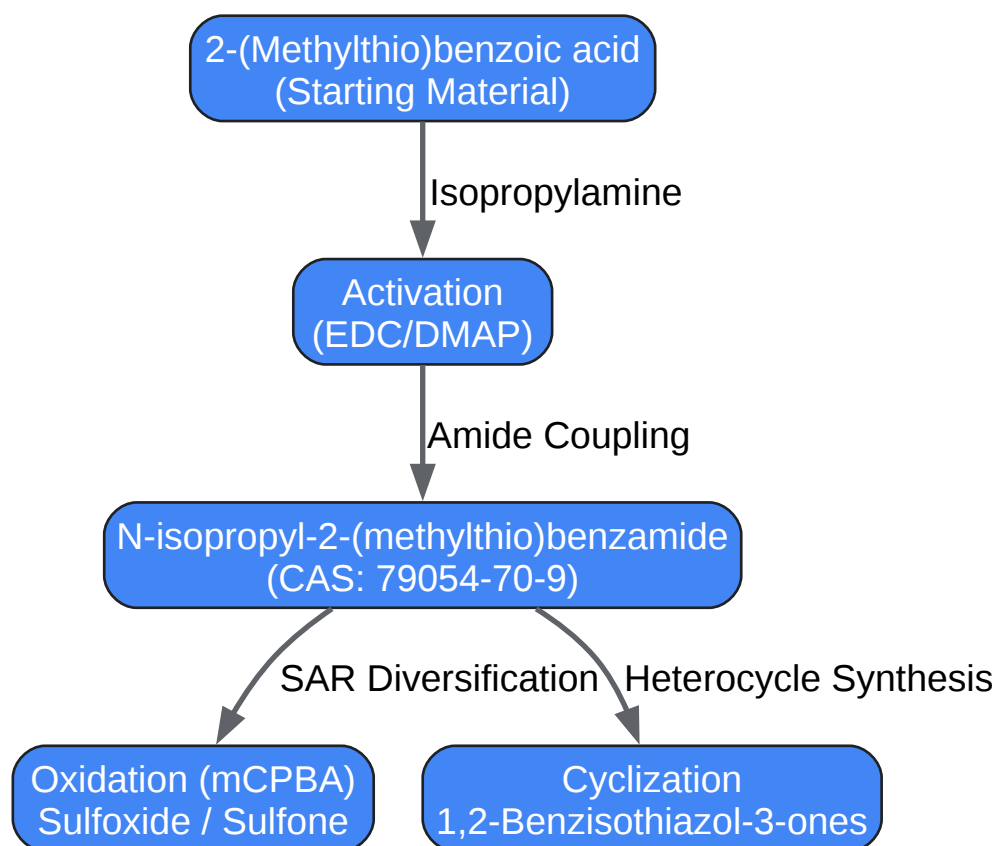 2-(Methylthio)benzoic acid
(Starting Material)
Isopropylamine
Activation
(EDC/DMAP)
Amide Coupling
N-isopropyl-2-(methylthio)benzamide
(CAS: 79054-70-9)
SAR Diversification
Heterocycle Synthesis
Oxidation (mCPBA)
Sulfoxide / Sulfone
Cyclization
1,2-Benzisothiazol-3-ones